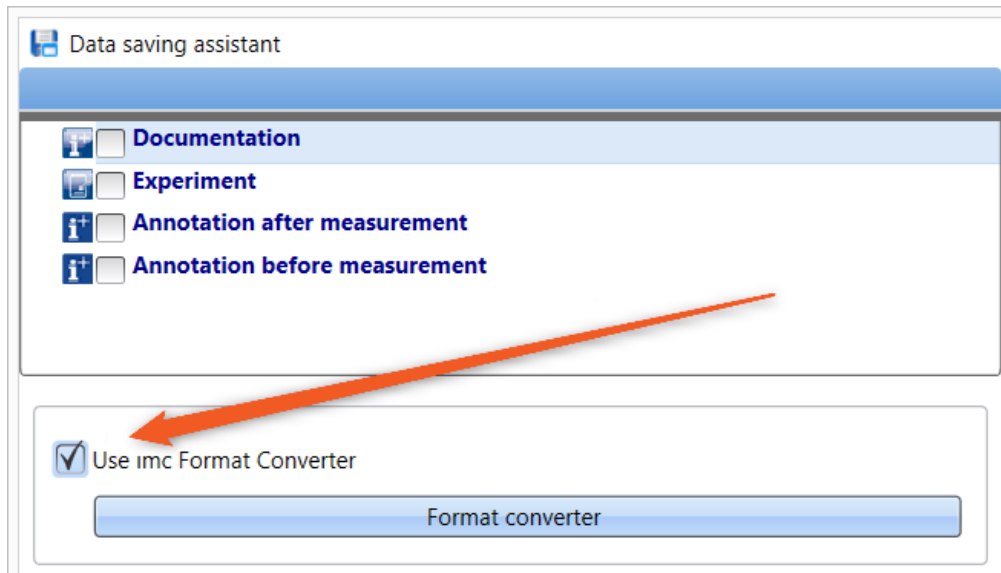 Data saving assistant
Documentation
Experiment
Annotation after measurement
Annotation before measurement
Use imc Format Converter
Format converter